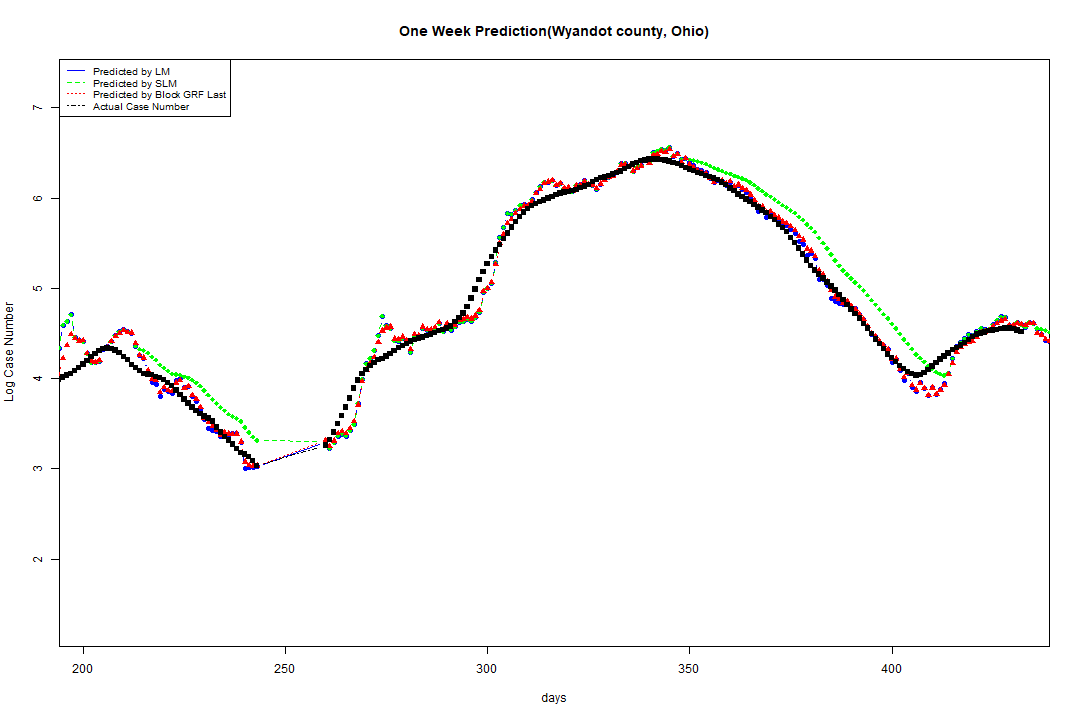 One Week Prediction(Wyandot county, Ohio)
Predicted by LM
Predicted by SLM
Predicted by Block GRF Last
Actual Case Number
7
6
5
4
3
2
Log Case Number
200 250 300 350 400
days